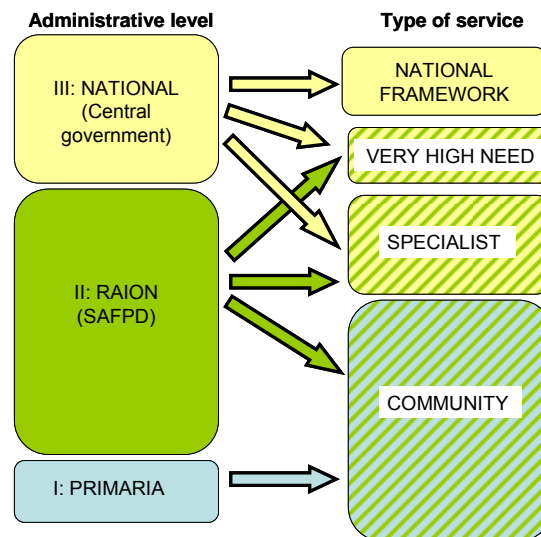 Administrative level
Type of service
III: NATIONAL
(Central
government)
NATIONAL
FRAMEWORK
VERY HIGH NEED
SPECIALIST
II: RAION
(SAFPD)
COMMUNITY
I: PRIMARIA